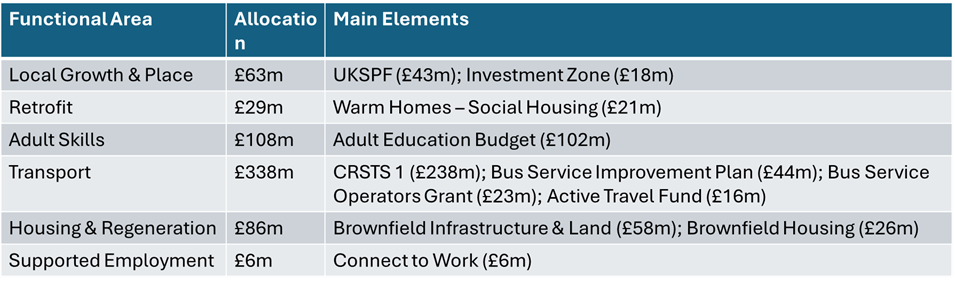 Functional Area Allocatio Main Elements
n
Local Growth & Place £63m UKSPF (£43m); Investment Zone (£18m)
Retrofit £29m Warm Homes – Social Housing (£21m)
Adult Skills £108m Adult Education Budget (£102m)
Transport £338m CRSTS 1 (£238m); Bus Service Improvement Plan (£44m); Bus Service
Operators Grant (£23m); Active Travel Fund (£16m)
Housing & Regeneration £86m Brownfield Infrastructure & Land (£58m); Brownfield Housing (£26m)
Supported Employment £6m Connect to Work (£6m)